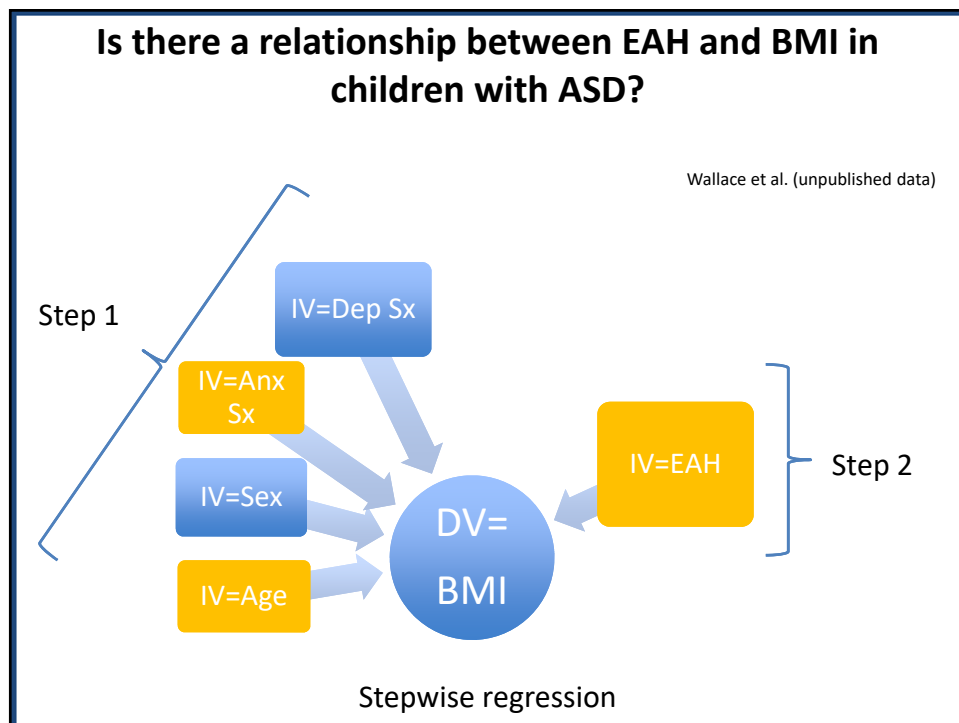 Is there a relationship between EAH and BMI in
children with ASD?
Wallace et al. (unpublished data)
Step 1
IV=Dep Sx
IV=Anx
Sx
IV=Sex
IV=Age
DV=
BMI
IV=EAH
Step 2
Stepwise regression